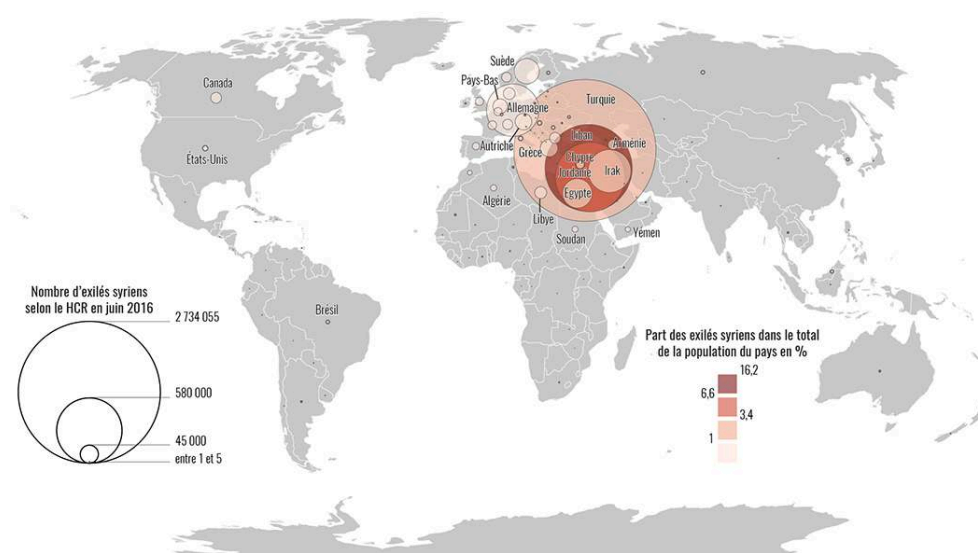 Suède
Pays-Bas
Canada
Allemagne
Turquie
Liban
Arménie
États-Unis
Autriche
Grèce
Chypre
Jordanie
Irak
Egypte
Algérie
Libye
Soudan
Yémen
Brésil
Nombre d'exilés syriens
selon le HCR en juin 2016
2 734 055
580 000
45 000
entre 1 et 5
Part des exilés syriens dans le total
de la population du pays en %
16,2
6,6
3,4
1